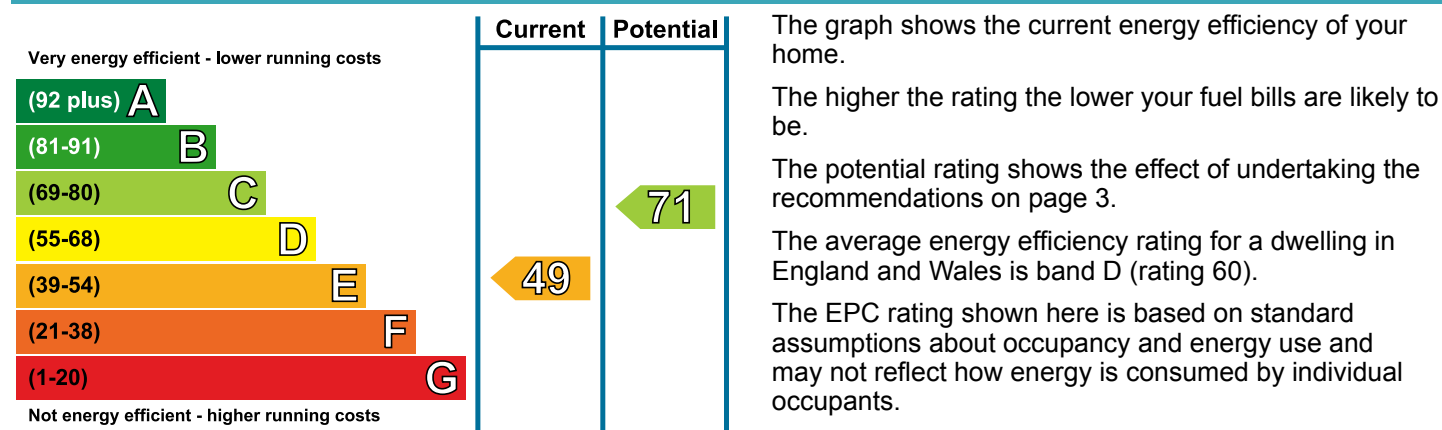 Current Potential
Very energy efficient - lower running costs
(92 plus) A
(81-91) B
(69-80) C
71
(55-68) D
(39-54) E
49
(21-38) F
(1-20) G
Not energy efficient - higher running costs
The graph shows the current energy efficiency of your
home.
The higher the rating the lower your fuel bills are likely to
be.
The potential rating shows the effect of undertaking the
recommendations on page 3.
The average energy efficiency rating for a dwelling in
England and Wales is band D (rating 60).
The EPC rating shown here is based on standard
assumptions about occupancy and energy use and
may not reflect how energy is consumed by individual
occupants.